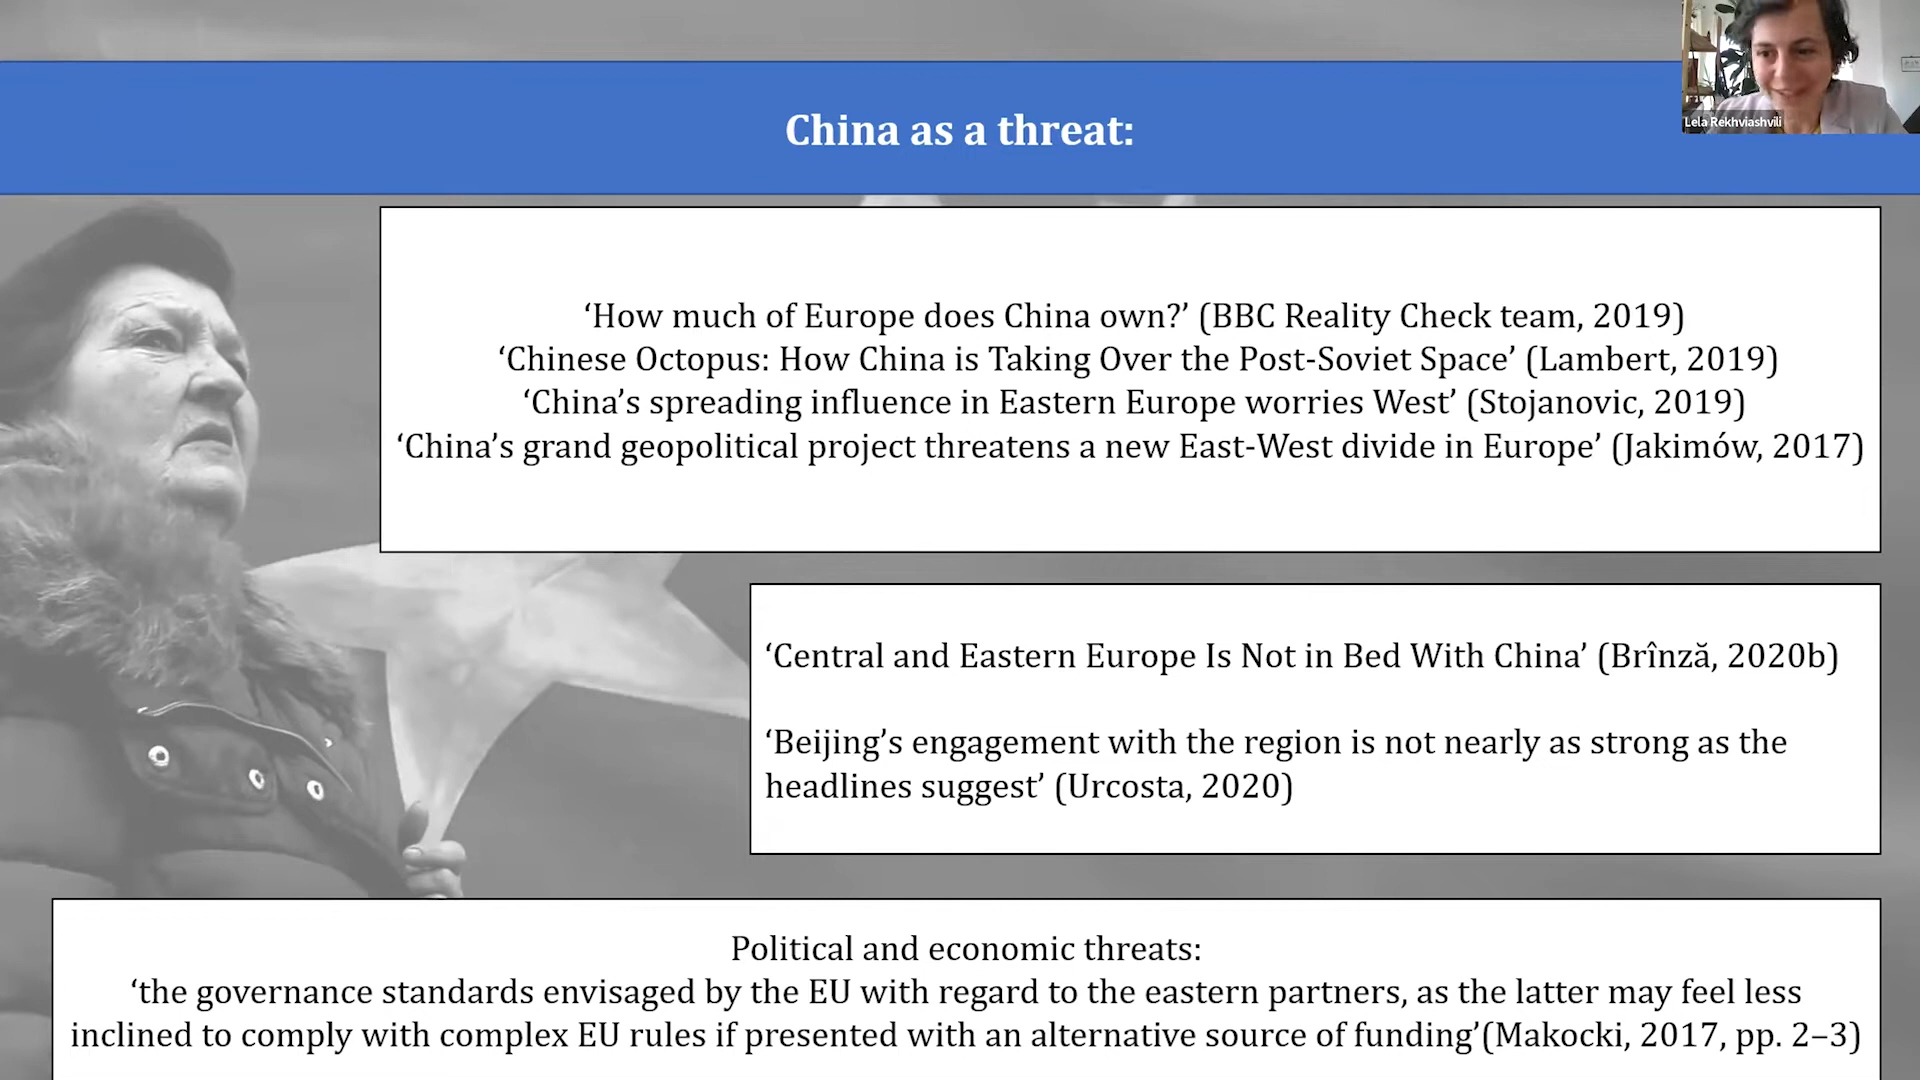 China as a threat:
Lela Rekhviashvili
‘How much of Europe does China own?’ (BBC Reality Check team, 2019)
‘Chinese Octopus: How China is Taking Over the Post-Soviet Space’ (Lambert, 2019)
‘China’s spreading influence in Eastern Europe worries West’ (Stojanovic, 2019)
‘China’s grand geopolitical project threatens a new East-West divide in Europe’ (Jakimów, 2017)
‘Central and Eastern Europe Is Not in Bed With China’ (Brînză, 2020b)
‘Beijing’s engagement with the region is not nearly as strong as the
headlines suggest’ (Urcosta, 2020)
Political and economic threats:
‘the governance standards envisaged by the EU with regard to the eastern partners, as the latter may feel less
inclined to comply with complex EU rules if presented with an alternative source of funding’(Makocki, 2017, pp. 2–3)